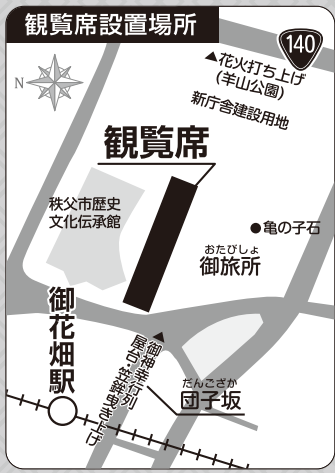 観覧席設置場所
140
▲花火打ち上げ
(羊山公園)
新庁舎建設用地
N
観覧席
秩父市歴史
文化伝承館
●亀の子石
おたびしょ
御旅所
御花畑駅
▲御神幸行列
屋台・笠鉾曳き上げ
だんござか
団子坂